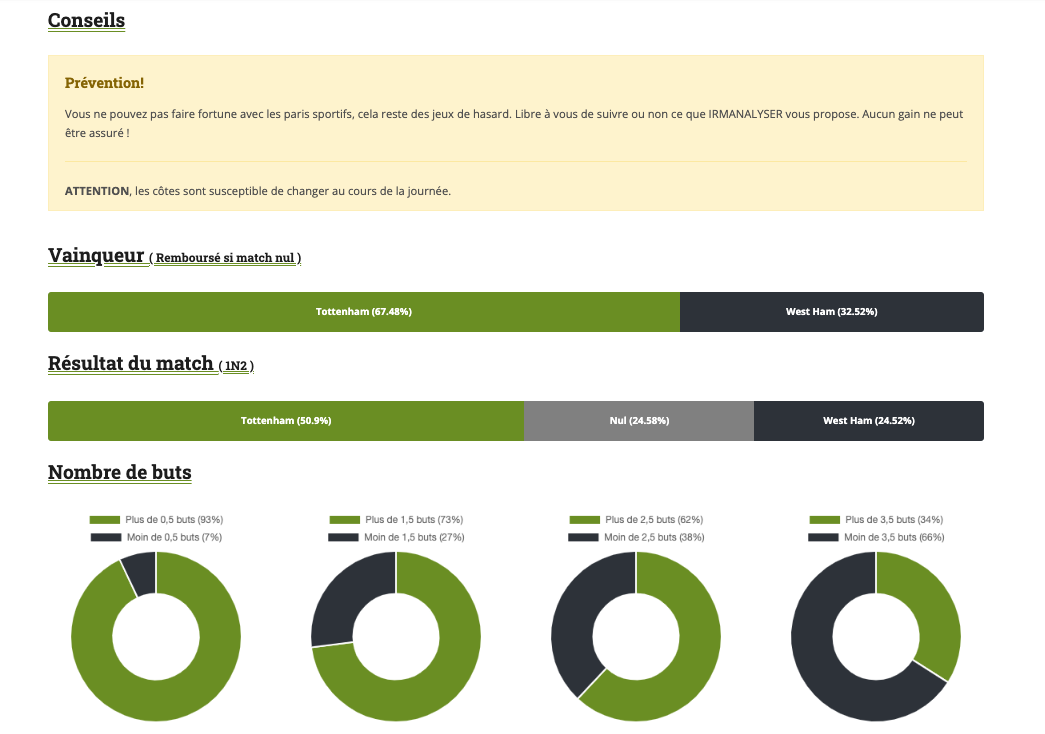 Conseils
Prévention!
Vous ne pouvez pas faire fortune avec les paris sportifs, cela reste des jeux de hasard. Libre à vous de suivre ou non ce que IRMANALYSER vous propose. Aucun gain ne peut
être assuré !
ATTENTION, les côtes sont susceptible de changer au cours de la journée.
Vainqueur ( Remboursé si match nul )
Tottenham (67.48%) West Ham (32.52%)
Résultat du match ( 1N2 )
Tottenham (50.9%) Nul (24.58%) West Ham (24.52%)
Nombre de buts
Plus de 0,5 buts (93%) Plus de 1,5 buts (73%) Plus de 2,5 buts (62%) Plus de 3,5 buts (34%)
Moin de 0,5 buts (7%) Moin de 1,5 buts (27%) Moin de 2,5 buts (38%) Moin de 3,5 buts (66%)